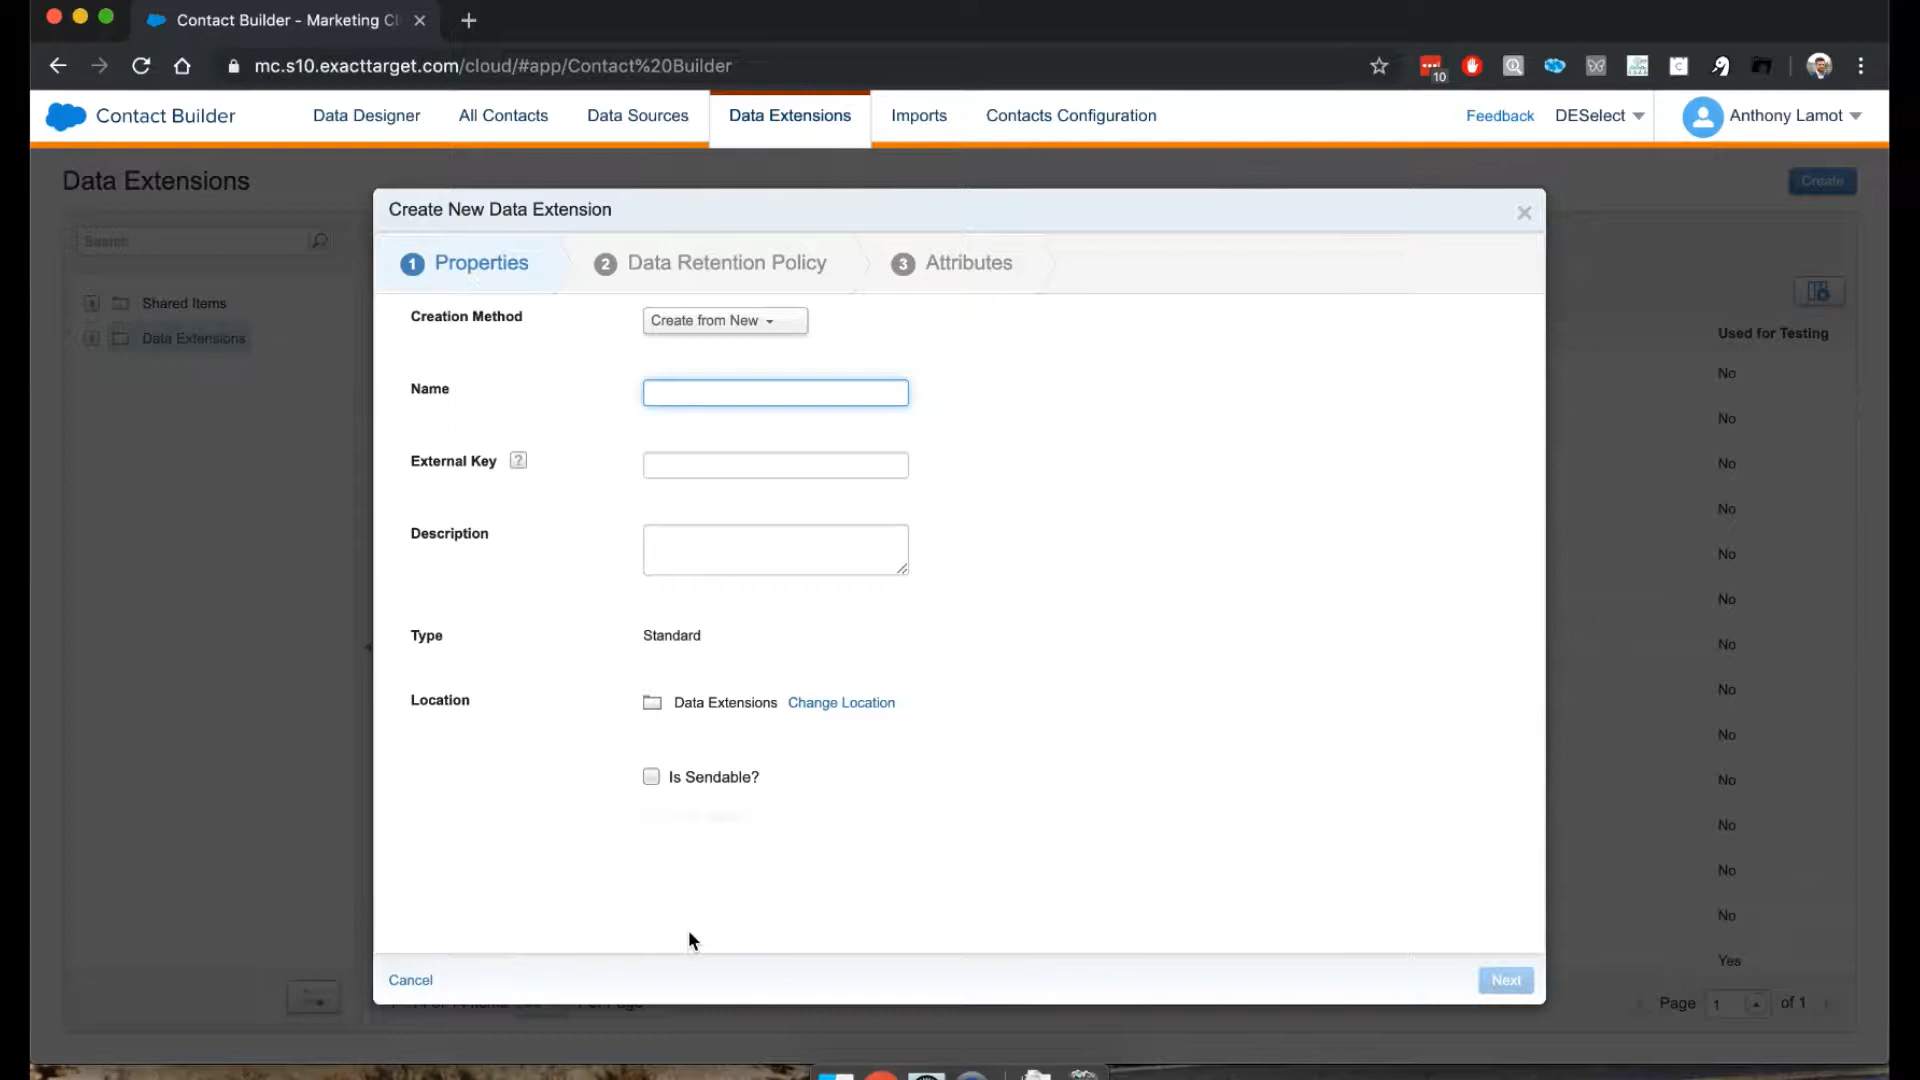 Contact Builder - Marketing Cl
mc.s10.exacttarget.com/cloud/#app/Contact%20Builder
10
Contact Builder
Data Designer
All Contacts
Data Sources
Data Extensions
Imports
Contacts Configuration
Feedback
DESelect
Anthony Lamot
Data Extensions
Create
Search
Shared Items
Data Extensions
Create New Data Extension
1 Properties
2 Data Retention Policy
3 Attributes
Creation Method
Create from New
Name
External Key ?
Description
Type
Standard
Location
Data Extensions Change Location
Is Sendable?
Cancel
Next
Used for Testing
No
No
No
No
No
No
No
No
No
No
No
No
No
Yes
Page 1 of 1